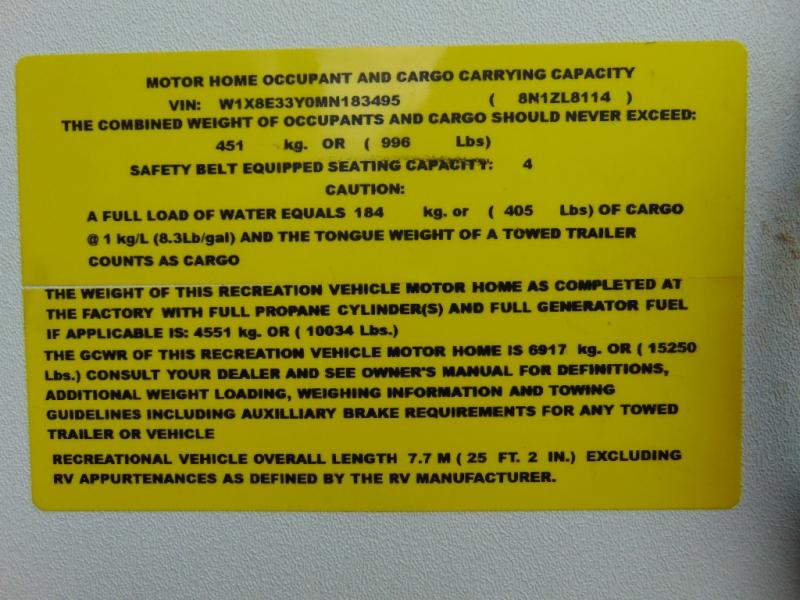 MOTOR HOME OCCUPANT AND CARGO CARRYING CAPACITY
VIN: W1X8E33Y0MN183495 ( 8N1ZL8114 )
THE COMBINED WEIGHT OF OCCUPANTS AND CARGO SHOULD NEVER EXCEED:
451 kg. OR ( 996 Lbs)
SAFETY BELT EQUIPPED SEATING CAPACITY: 4
CAUTION:
A FULL LOAD OF WATER EQUALS 184 kg. or ( 405 Lbs) OF CARGO
@ 1 kg/L (8.3Lb/gal) AND THE TONGUE WEIGHT OF A TOWED TRAILER
COUNTS AS CARGO
THE WEIGHT OF THIS RECREATION VEHICLE MOTOR HOME AS COMPLETED AT
THE FACTORY WITH FULL PROPANE CYLINDER(S) AND FULL GENERATOR FUEL
IF APPLICABLE IS: 4551 kg. OR ( 10034 Lbs.)
THE GCWR OF THIS RECREATION VEHICLE MOTOR HOME IS 6917 kg. OR ( 15250
Lbs.) CONSULT YOUR DEALER AND SEE OWNER'S MANUAL FOR DEFINITIONS,
ADDITIONAL WEIGHT LOADING, WEIGHING INFORMATION AND TOWING
GUIDELINES INCLUDING AUXILLIARY BRAKE REQUIREMENTS FOR ANY TOWED
TRAILER OR VEHICLE
RECREATIONAL VEHICLE OVERALL LENGTH 7.7 M ( 25 FT. 2 IN.) EXCLUDING
RV APPURTENANCES AS DEFINED BY THE RV MANUFACTURER.